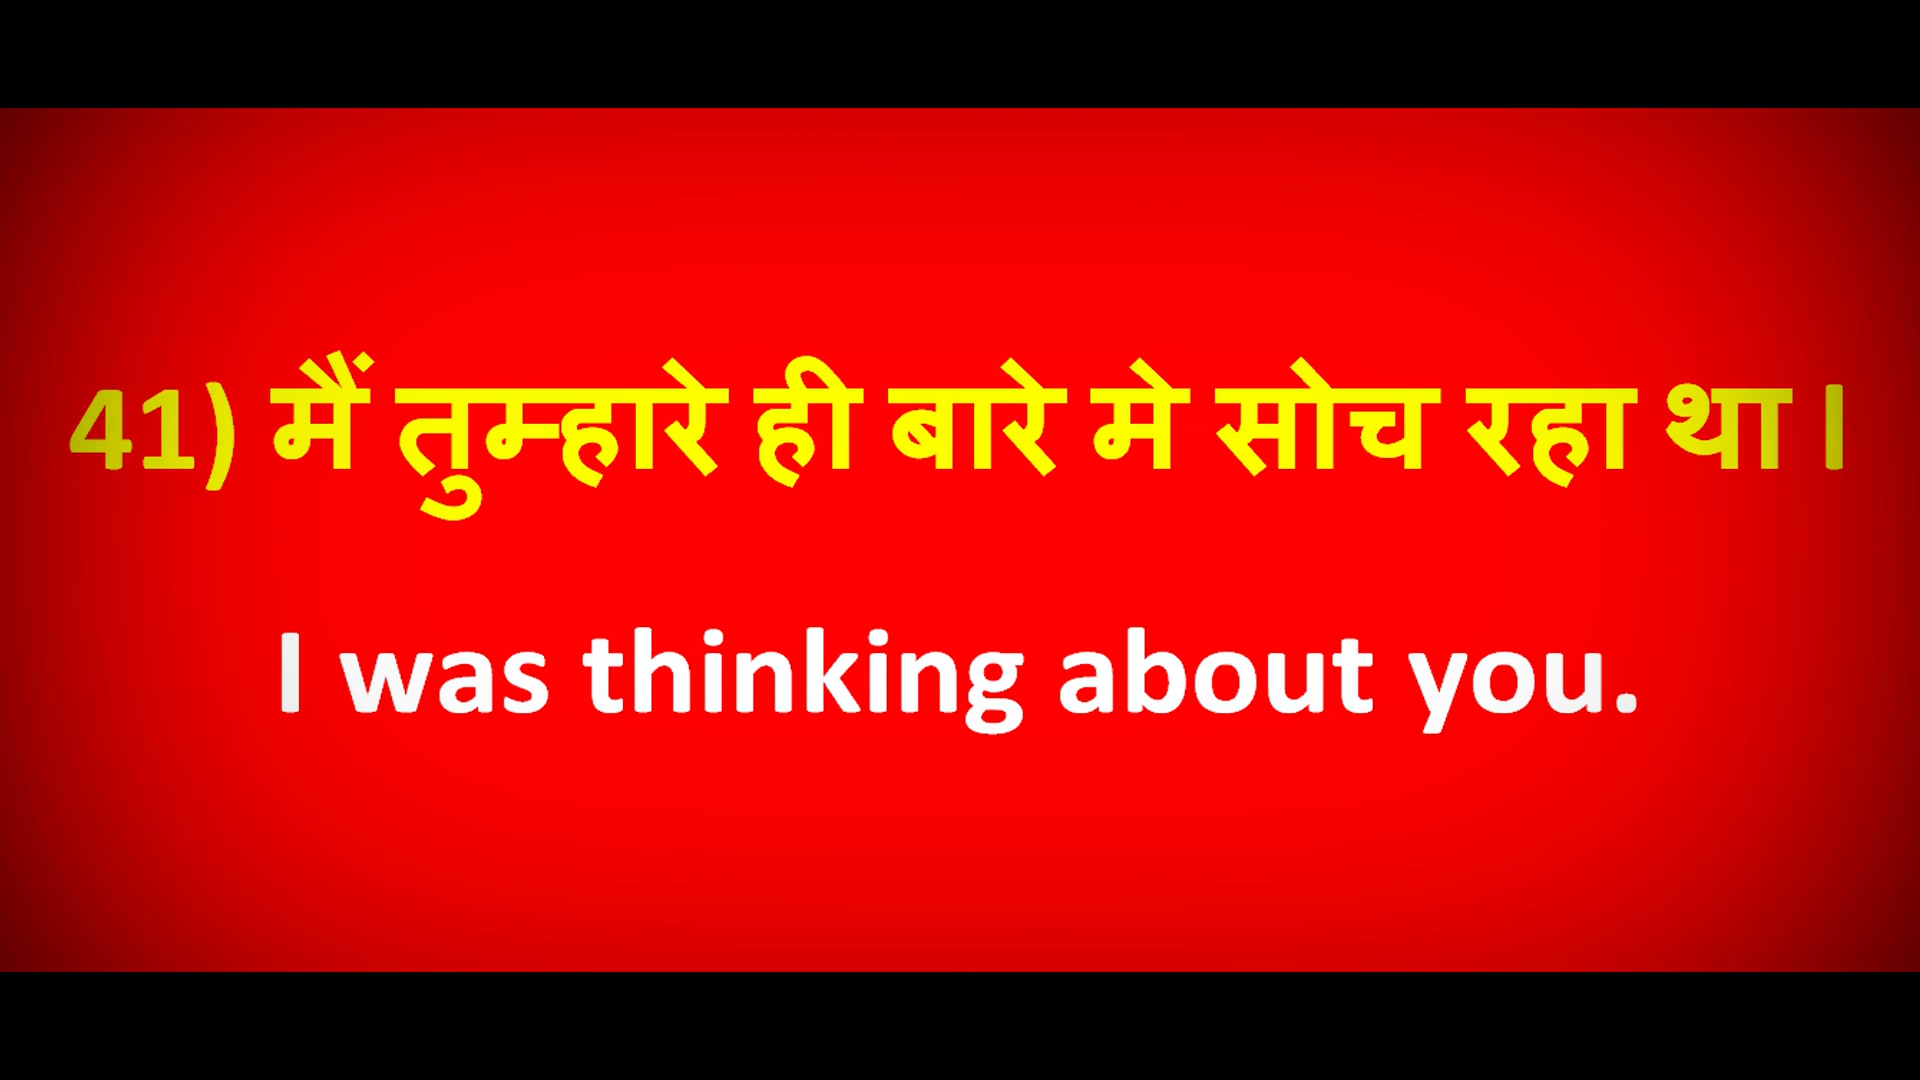 41) मैं तुम्हारे ही बारे मे सोच रहा था ।
I was thinking about you.